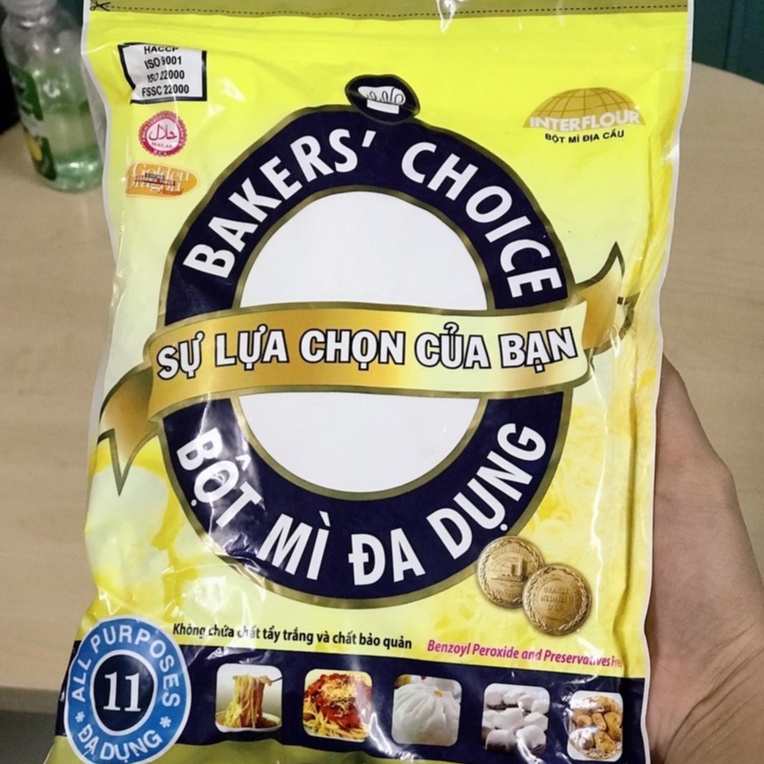 HACCP
ISO 9001
ISO 22000
FSSC 22000
HALAL
INTERFLOUR
BỘT MÌ ĐỊA CẦU
BAKERS' CHOICE
SỰ LỰA CHỌN CỦA BẠN
BỘT MÌ ĐA DỤNG
Không chứa chất tẩy trắng và chất bảo quản
Benzoyl Peroxide and Preservatives Free
ALL PURPOSES
11
ĐA DỤNG